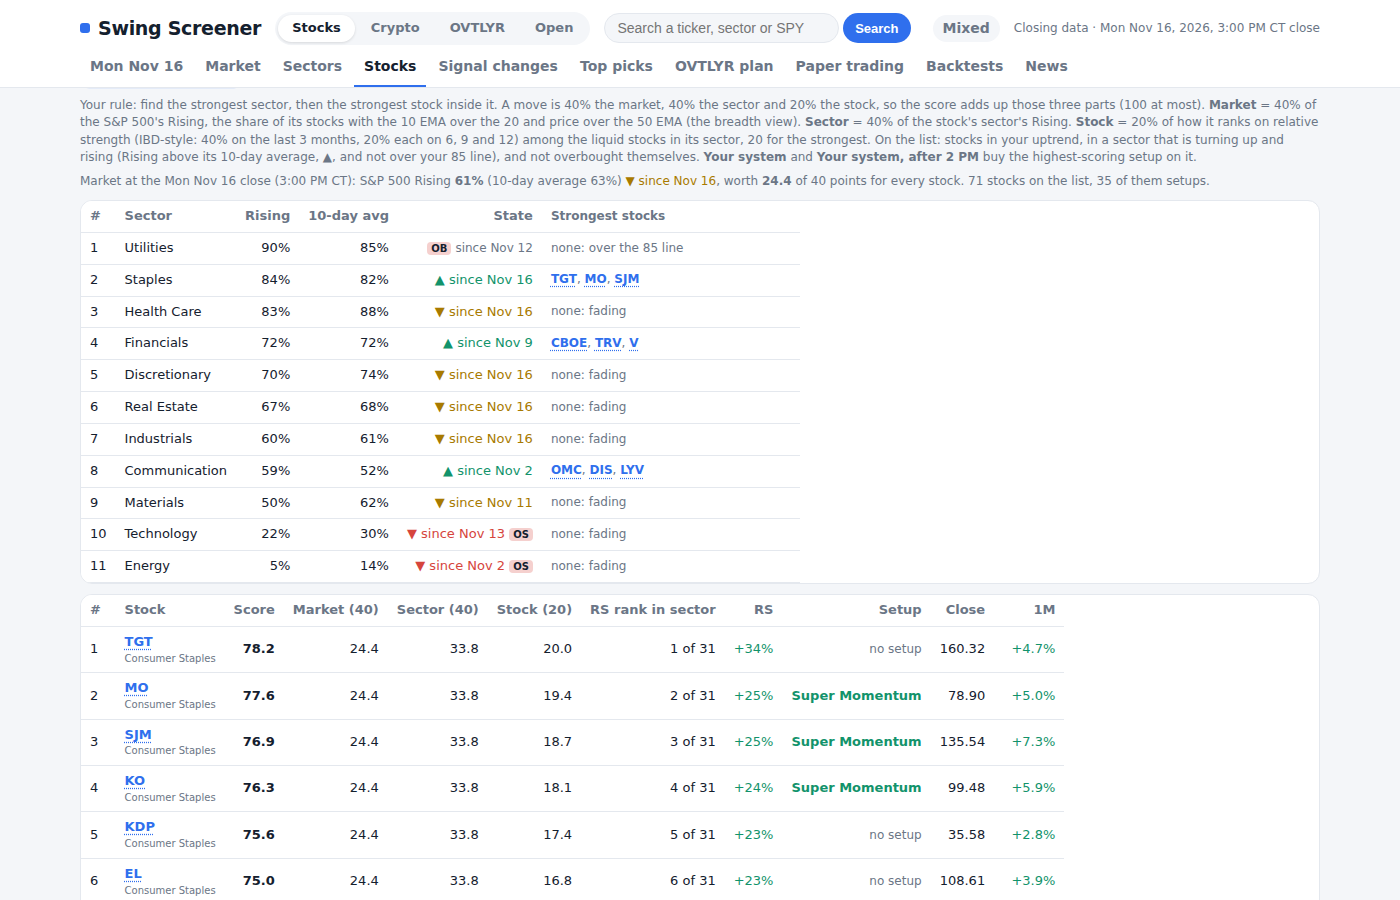 Swing Screener
Stocks Crypto OVTLYR Open
Search a ticker, sector or SPY
Search
Mixed
Closing data · Mon Nov 16, 2026, 3:00 PM CT close
Mon Nov 16 Market Sectors Stocks Signal changes Top picks OVTLYR plan Paper trading Backtests News
Your rule: find the strongest sector, then the strongest stock inside it. A move is 40% the market, 40% the sector and 20% the stock, so the score adds up those three parts (100 at most). Market = 40% of
the S&P 500's Rising, the share of its stocks with the 10 EMA over the 20 and price over the 50 EMA (the breadth view). Sector = 40% of the stock's sector's Rising. Stock = 20% of how it ranks on relative
strength (IBD-style: 40% on the last 3 months, 20% each on 6, 9 and 12) among the liquid stocks in its sector, 20 for the strongest. On the list: stocks in your uptrend, in a sector that is turning up and
rising (Rising above its 10-day average, ▲, and not over your 85 line), and not overbought themselves. Your system and Your system, after 2 PM buy the highest-scoring setup on it.
Market at the Mon Nov 16 close (3:00 PM CT): S&P 500 Rising 61% (10-day average 63%) ▼ since Nov 16, worth 24.4 of 40 points for every stock. 71 stocks on the list, 35 of them setups.
# Sector Rising 10-day avg State Strongest stocks
1 Utilities 90% 85% OB since Nov 12 none: over the 85 line
2 Staples 84% 82% ▲ since Nov 16 TGT, MO, SJM
3 Health Care 83% 88% ▼ since Nov 16 none: fading
4 Financials 72% 72% ▲ since Nov 9 CBOE, TRV, V
5 Discretionary 70% 74% ▼ since Nov 16 none: fading
6 Real Estate 67% 68% ▼ since Nov 16 none: fading
7 Industrials 60% 61% ▼ since Nov 16 none: fading
8 Communication 59% 52% ▲ since Nov 2 OMC, DIS, LYV
9 Materials 50% 62% ▼ since Nov 11 none: fading
10 Technology 22% 30% ▼ since Nov 13 OS none: fading
11 Energy 5% 14% ▼ since Nov 2 OS none: fading
# Stock Score Market (40) Sector (40) Stock (20) RS rank in sector RS Setup Close 1M
1 TGT 78.2 24.4 33.8 20.0 1 of 31 +34% no setup 160.32 +4.7%
Consumer Staples
2 MO 77.6 24.4 33.8 19.4 2 of 31 +25% Super Momentum 78.90 +5.0%
Consumer Staples
3 SJM 76.9 24.4 33.8 18.7 3 of 31 +25% Super Momentum 135.54 +7.3%
Consumer Staples
4 KO 76.3 24.4 33.8 18.1 4 of 31 +24% Super Momentum 99.48 +5.9%
Consumer Staples
5 KDP 75.6 24.4 33.8 17.4 5 of 31 +23% no setup 35.58 +2.8%
Consumer Staples
6 EL 75.0 24.4 33.8 16.8 6 of 31 +23% no setup 108.61 +3.9%
Consumer Staples